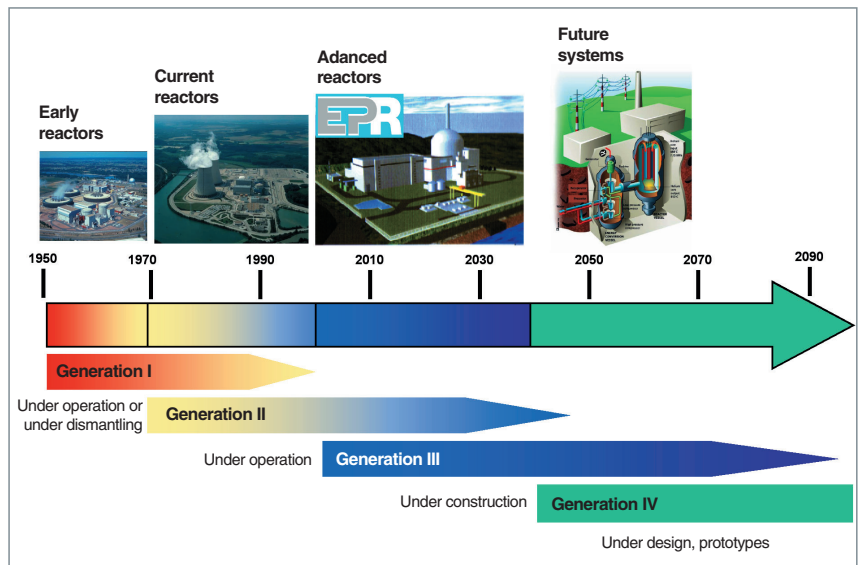 Early
reactors
Current
reactors
Adanced
reactors
Future
systems
EPR
1950
1970
1990
2010
2030
2050
2070
2090
Generation I
Under operation or
under dismantling
Generation II
Under operation
Generation III
Under construction
Generation IV
Under design, prototypes